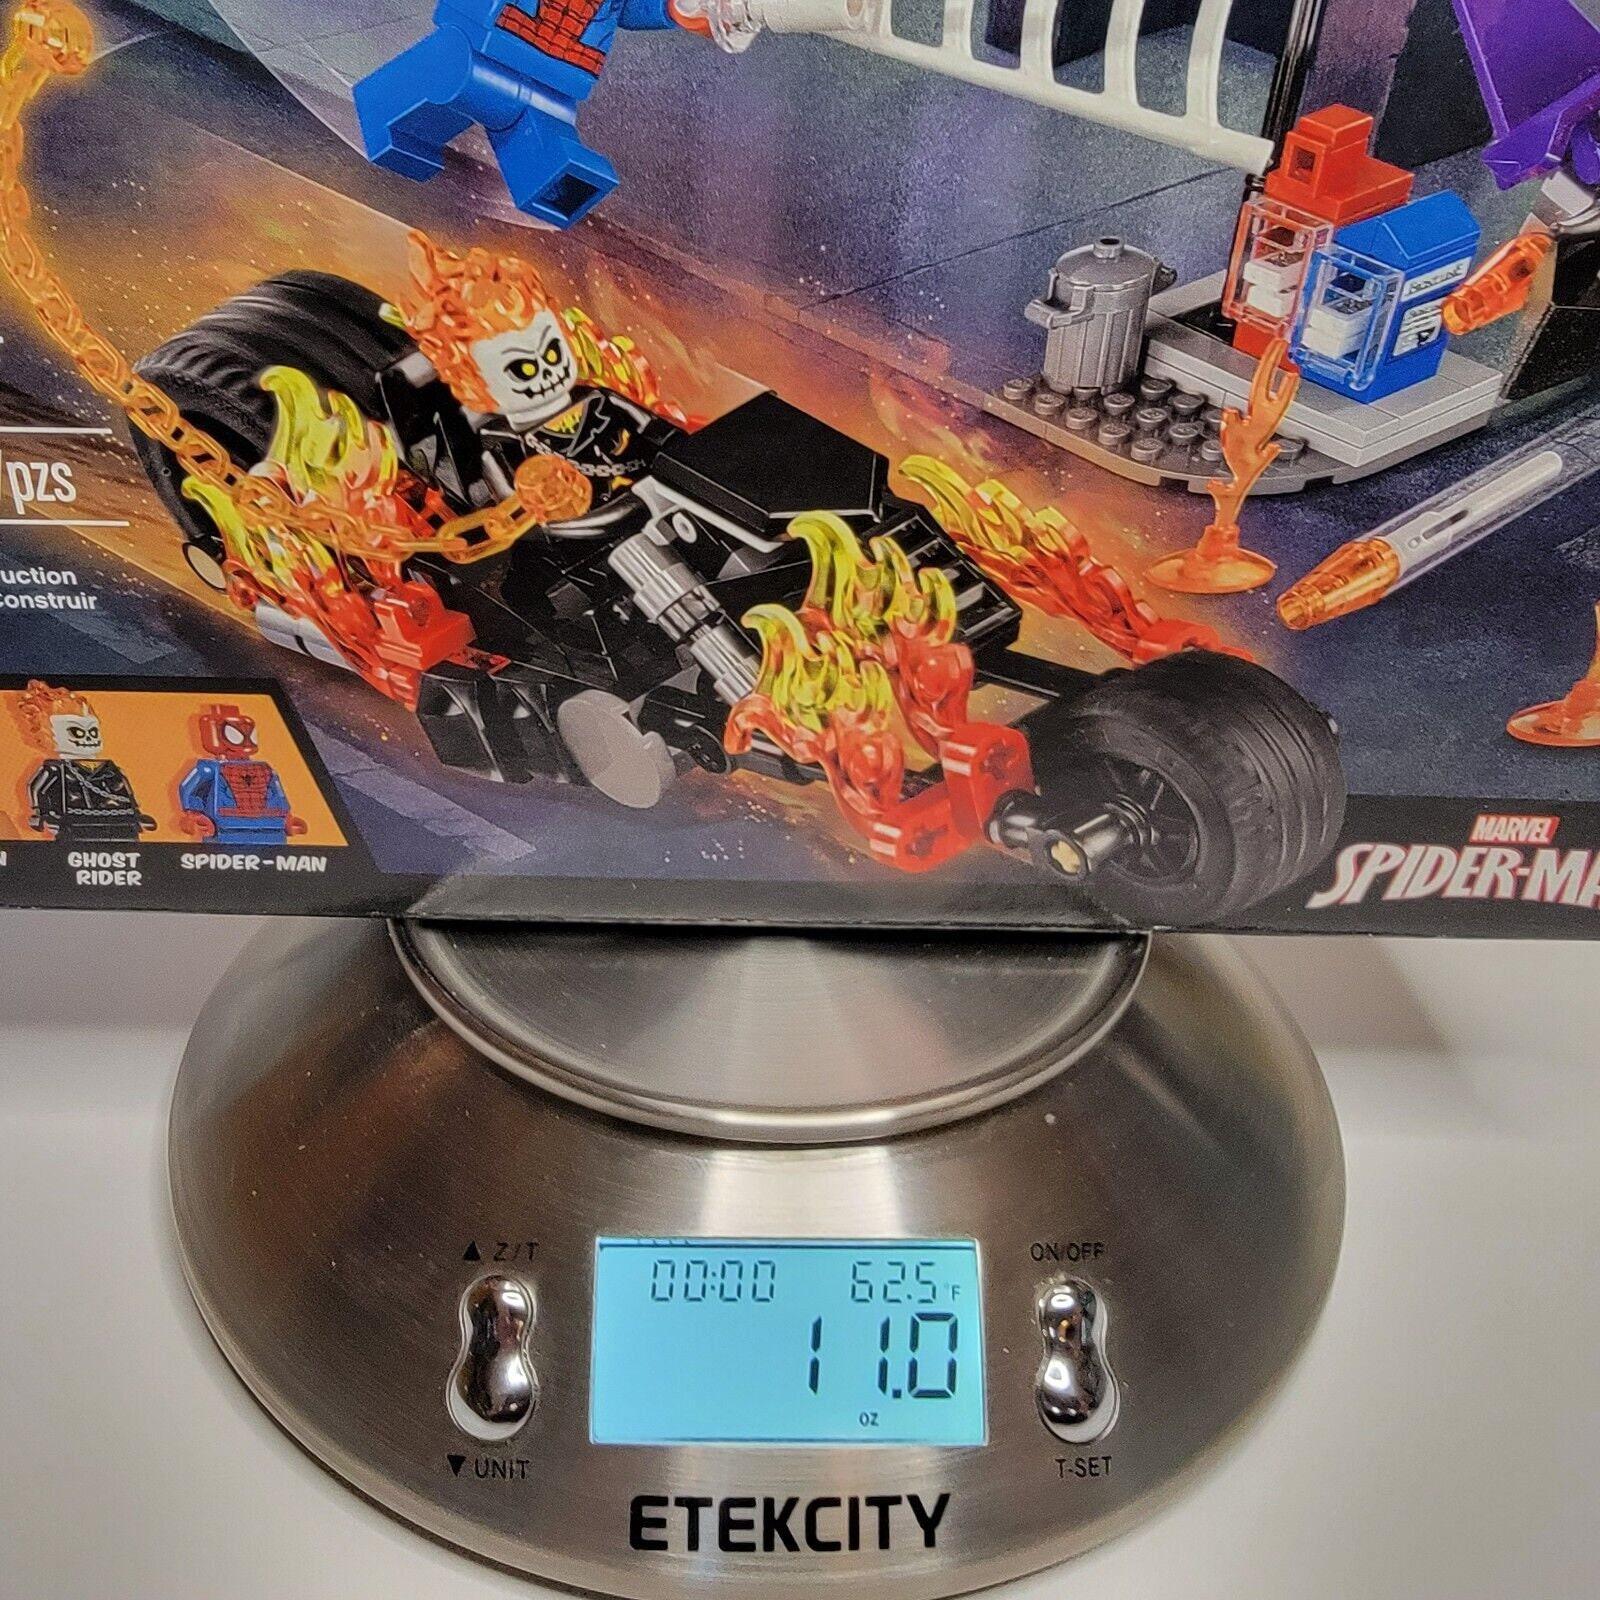 /pzs
uction
Construir
GHOST
RIDER
SPIDER-MAN
MARVEL
SPIDER-MA
▲ Z/T
ON/OFF
00:00 62.5 °F
11.0
oz
▼ UNIT
T-SET
ETEKCITY